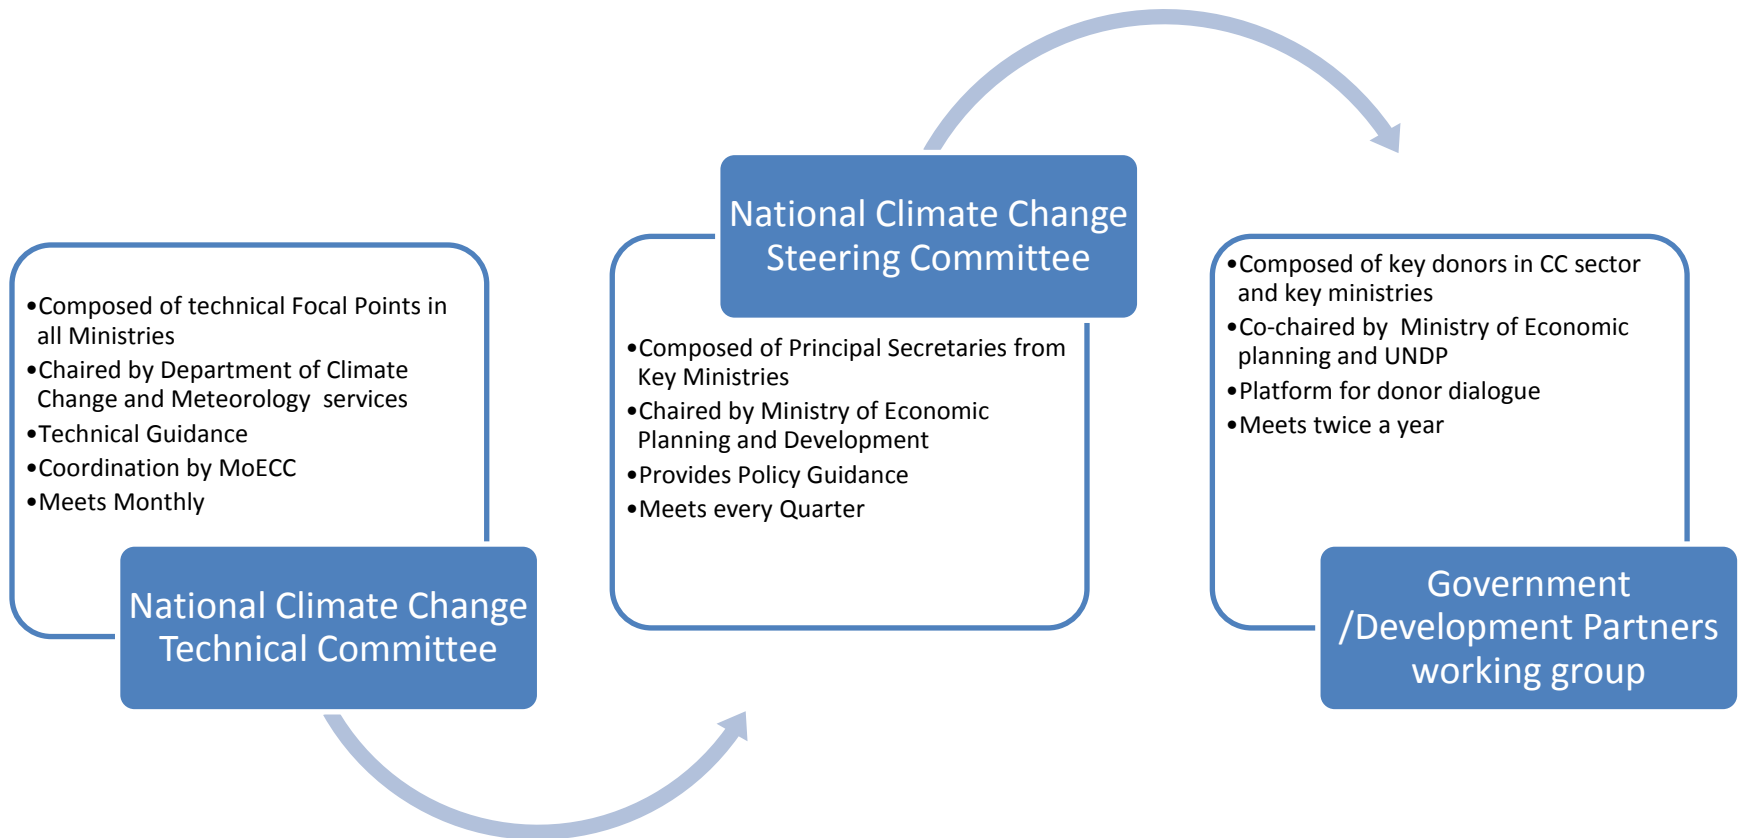 •Composed of technical Focal Points in
all Ministries
•Chaired by Department of Climate
Change and Meteorology services
•Technical Guidance
•Coordination by MoECC
•Meets Monthly
National Climate Change
Technical Committee
National Climate Change
Steering Committee
•Composed of Principal Secretaries from
Key Ministries
•Chaired by Ministry of Economic
Planning and Development
•Provides Policy Guidance
•Meets every Quarter
•Composed of key donors in CC sector
and key ministries
•Co-chaired by Ministry of Economic
planning and UNDP
•Platform for donor dialogue
•Meets twice a year
Government
/Development Partners
working group